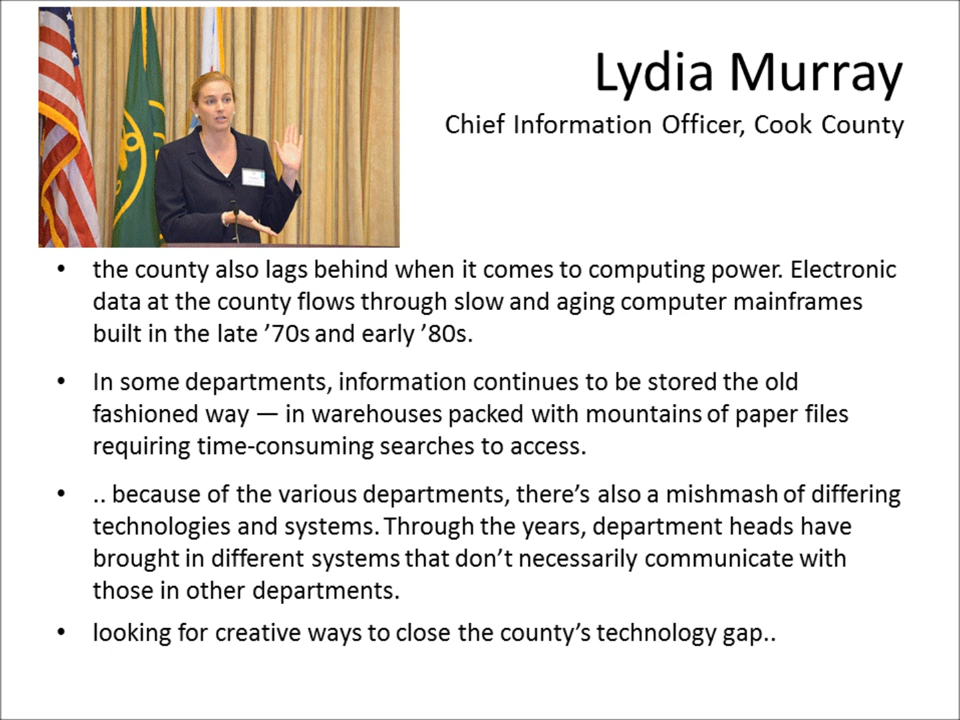 Lydia Murray
Chief Information Officer, Cook County
• the county also lags behind when it comes to computing power. Electronic
data at the county flows through slow and aging computer mainframes
built in the late ’70s and early ’80s.
• In some departments, information continues to be stored the old
fashioned way — in warehouses packed with mountains of paper files
requiring time-consuming searches to access.
• .. because of the various departments, there’s also a mishmash of differing
technologies and systems. Through the years, department heads have
brought in different systems that don’t necessarily communicate with
those in other departments.
• looking for creative ways to close the county’s technology gap..